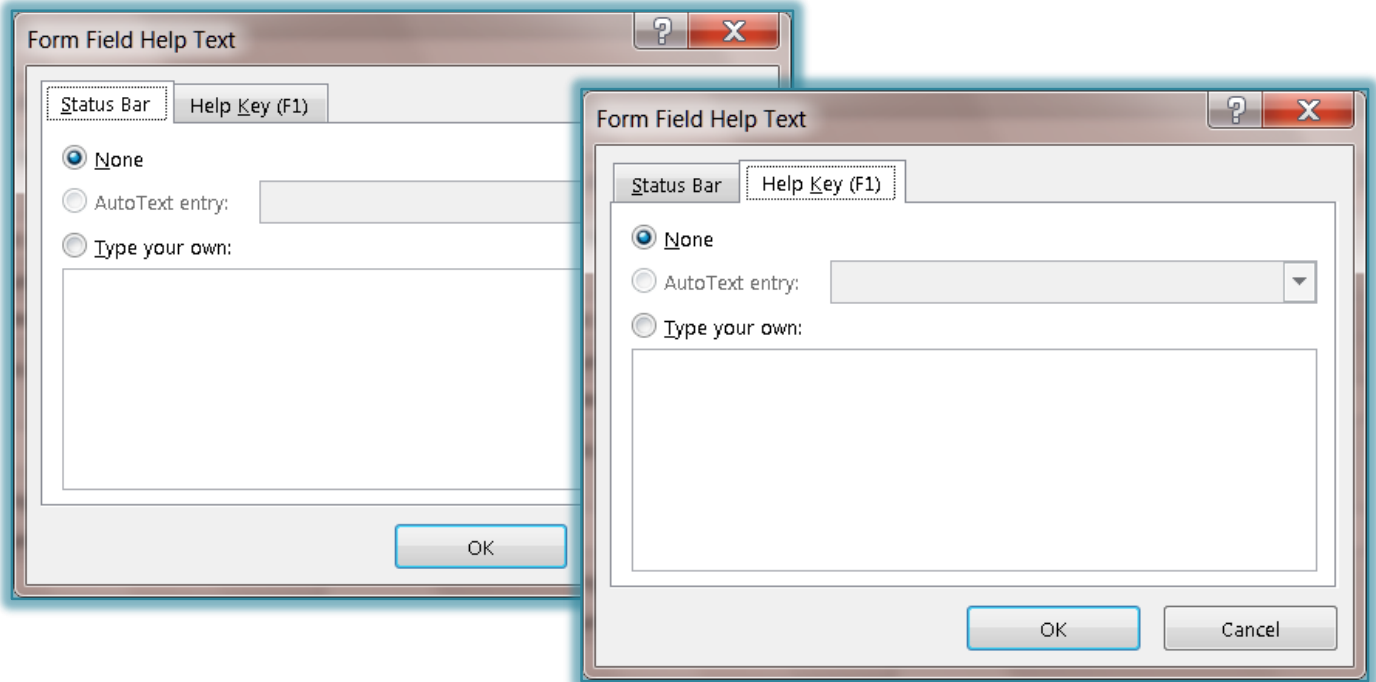 Form Field Help Text
Status Bar
Help Key (F1)
None
AutoText entry:
Type your own:
OK
Form Field Help Text
Status Bar
Help Key (F1)
None
AutoText entry:
Type your own:
OK
Cancel